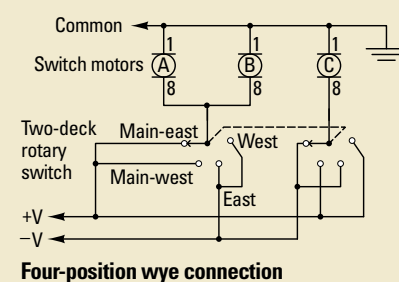 Common
1 1 1
Switch motors A B C
8 8 8
Two-deck
rotary
switch
Main-east
West
Main-west
East
+V
−V
Four-position wye connection